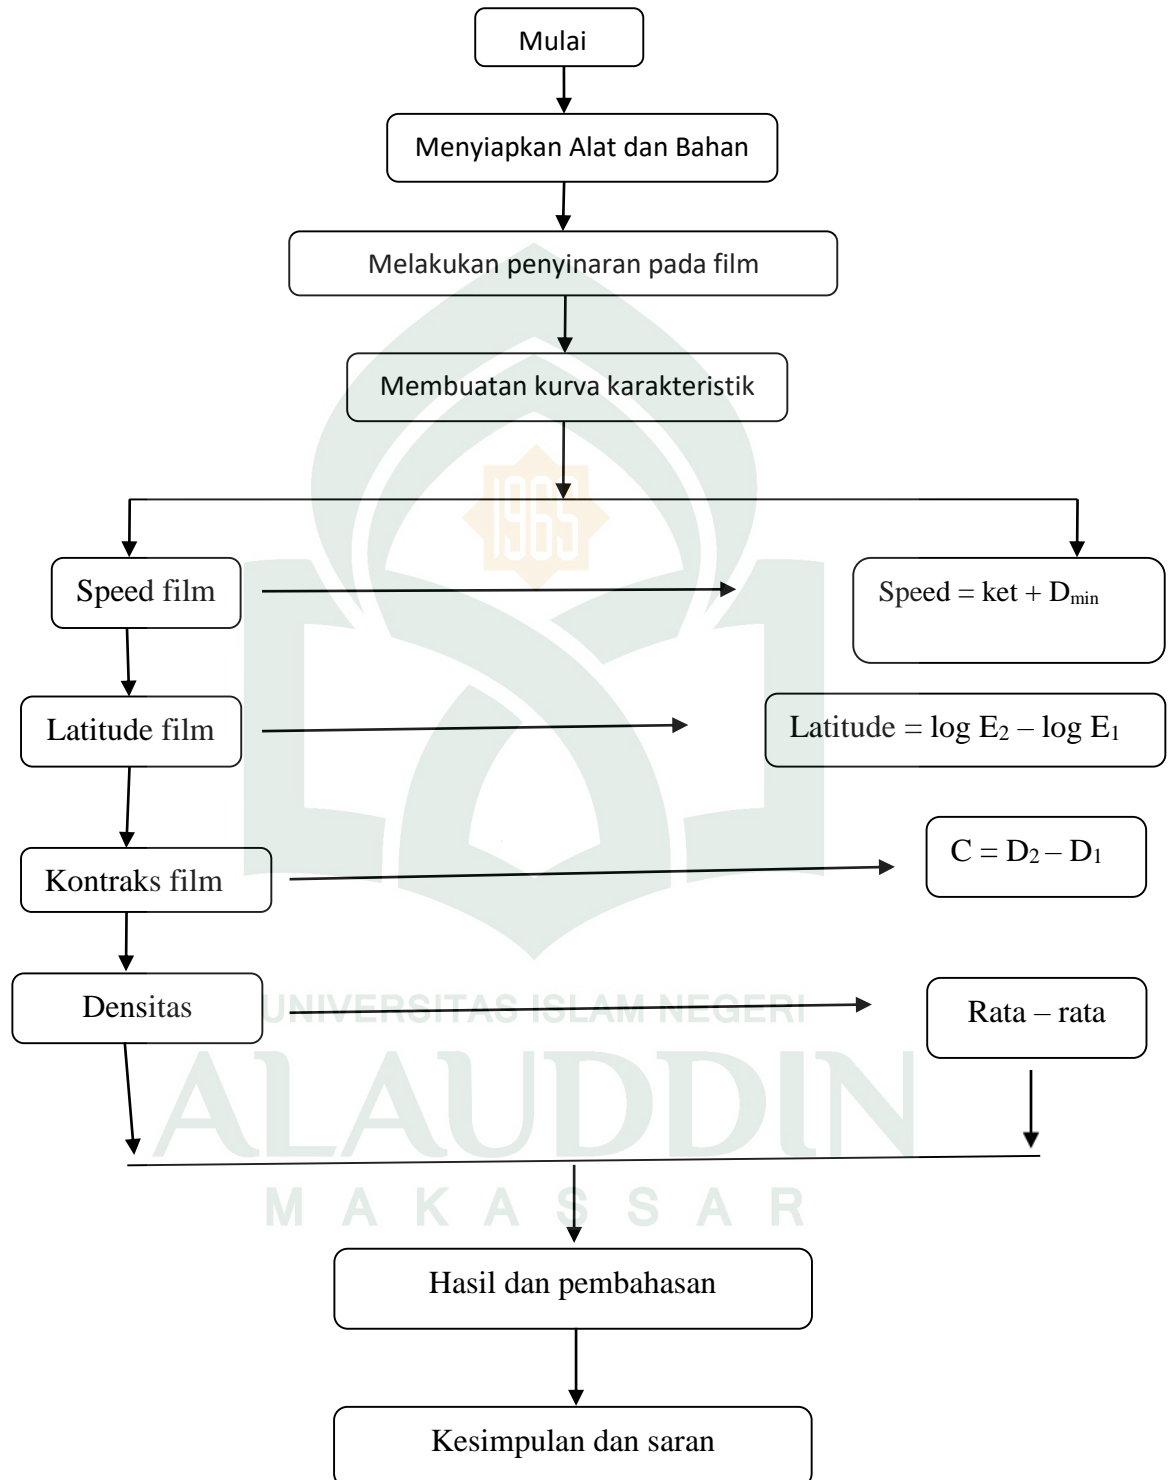 Mulai
Menyiapkan Alat dan Bahan
Melakukan penyinaran pada film
Membuatan kurva karakteristik
1965
Speed film
Speed = ket + Dmin
Latitude film
Latitude = log E2 – log E1
Kontraks film
C = D2 – D1
Densitas
Rata – rata
UNIVERSITAS ISLAM NEGERI
ALAUDDIN
MAKASSAR
Hasil dan pembahasan
Kesimpulan dan saran